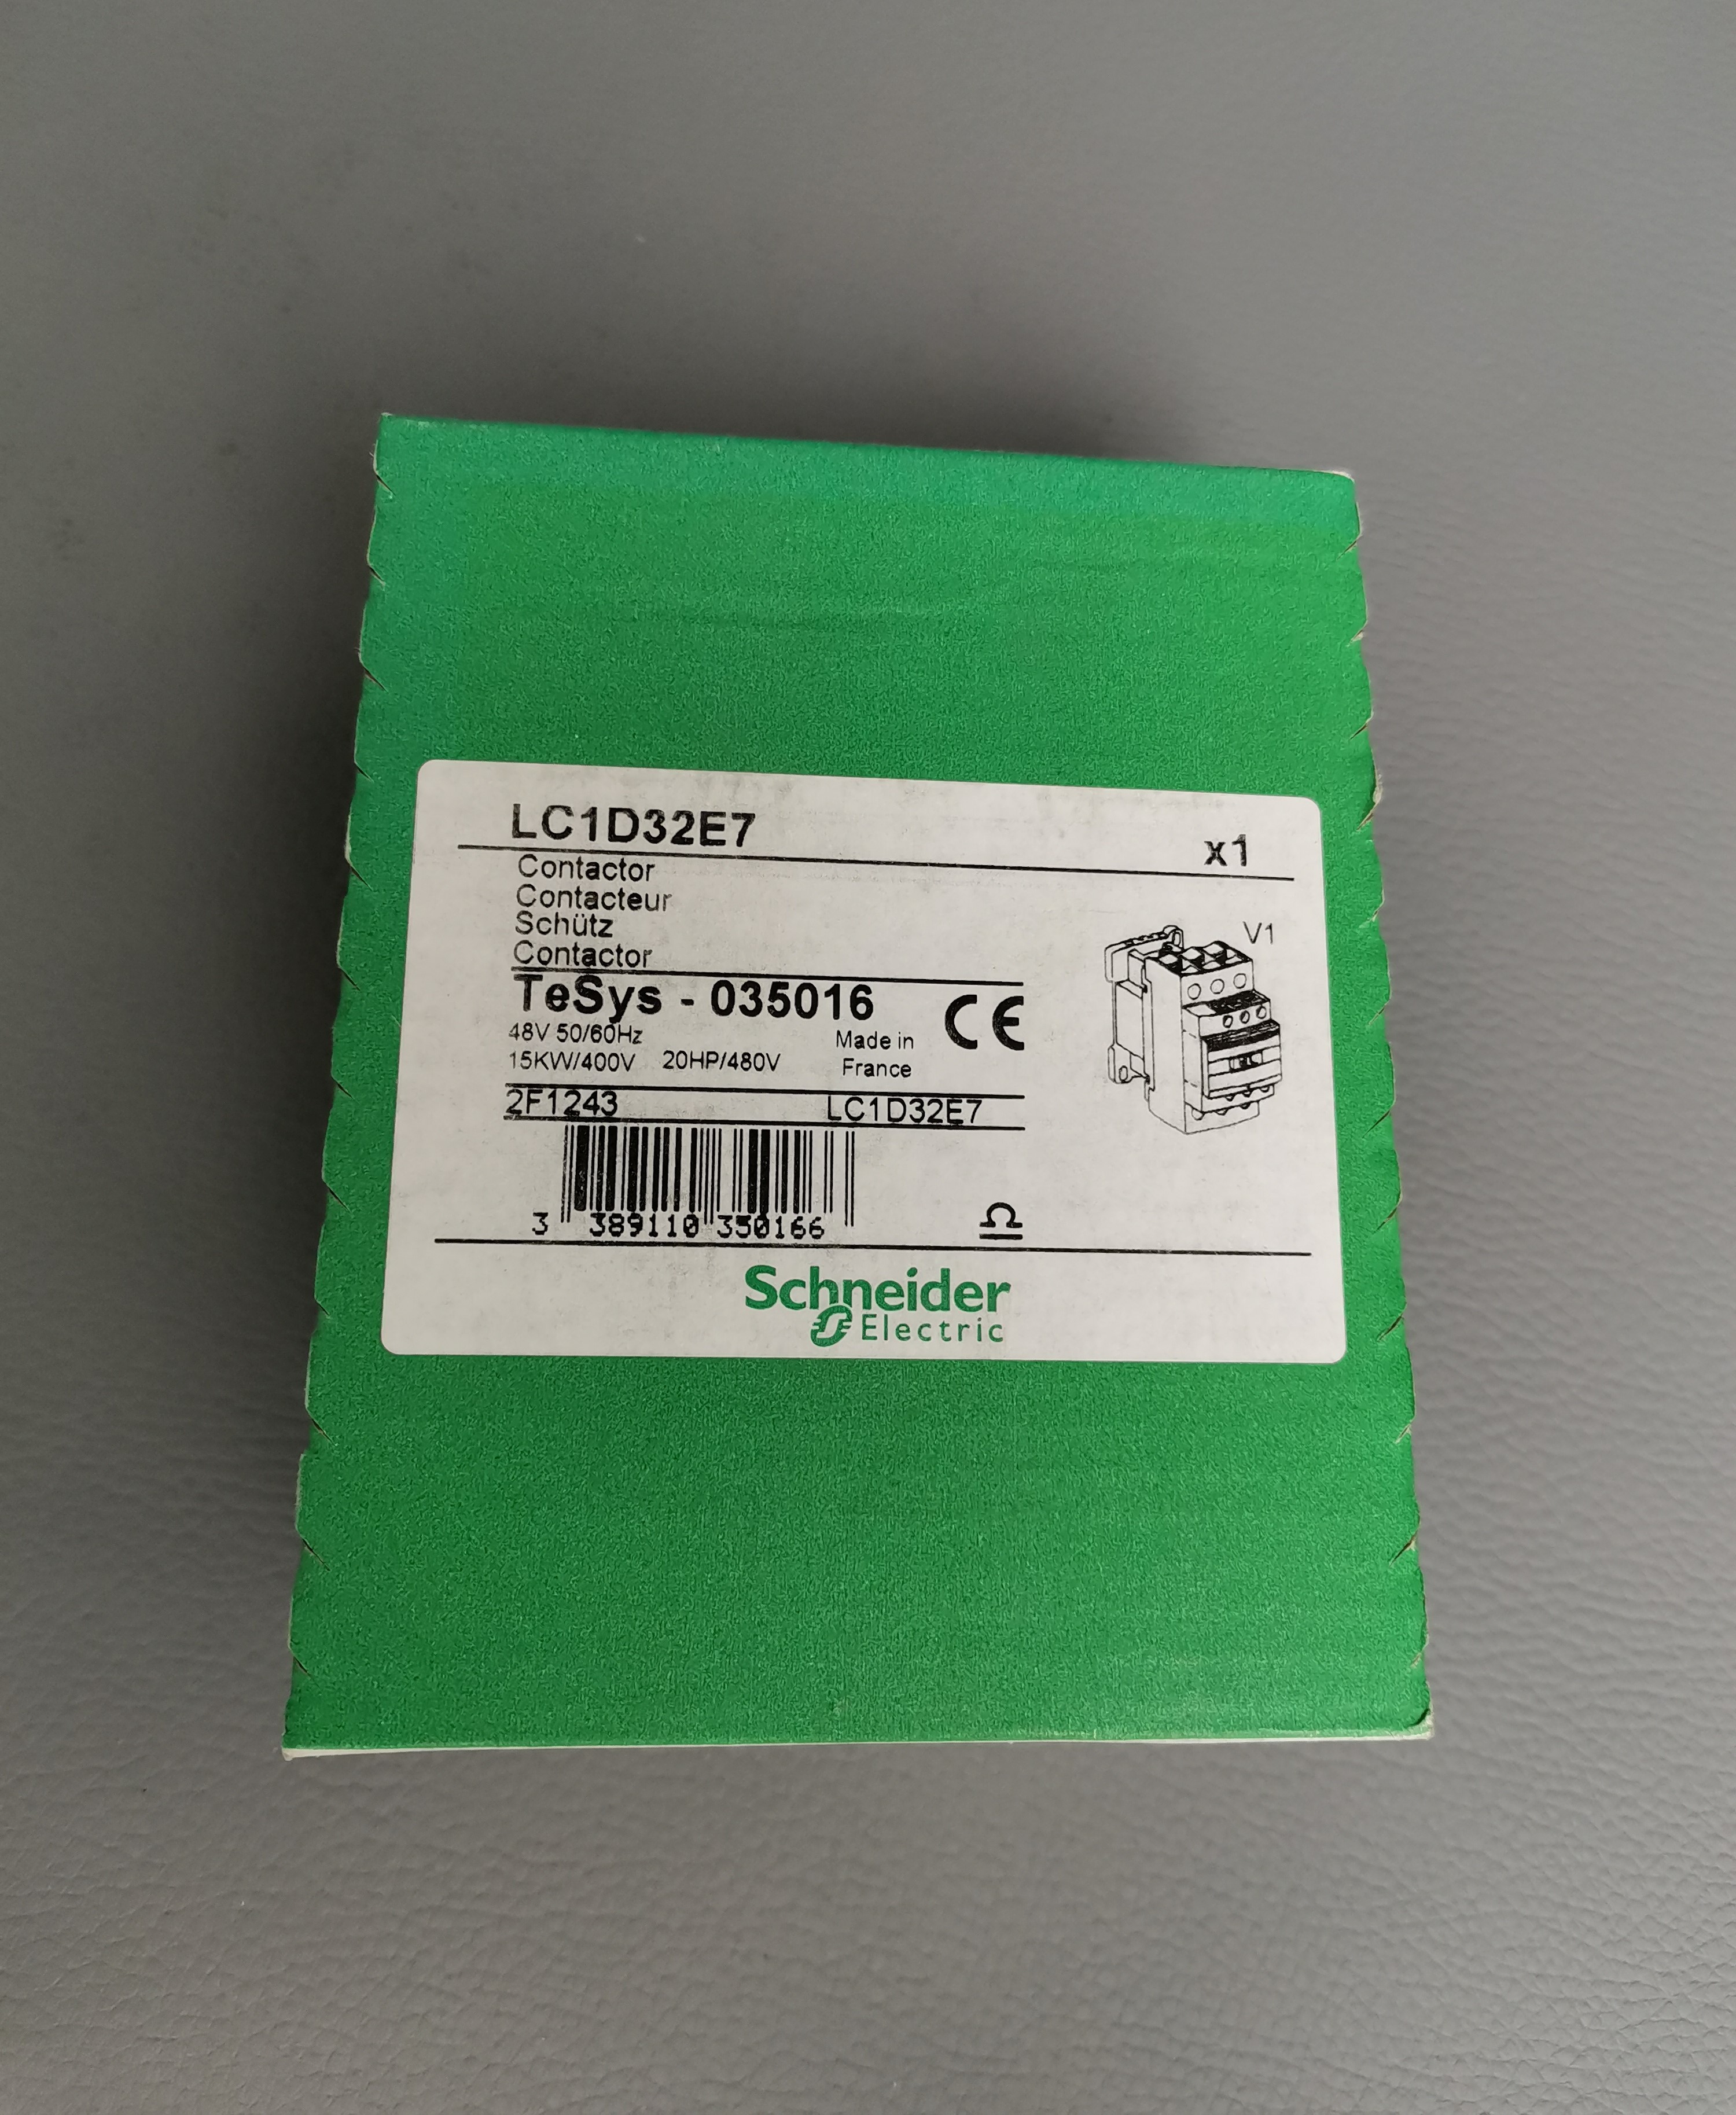 LC1D32E7
x1
Contactor
Contacteur
Schütz
Contactor
V1
TeSys - 035016
48V 50/60Hz
15KW/400V 20HP/480V
Made in
France
CE
2F1243 LC1D32E7
3 389110 350166
Schneider
Electric